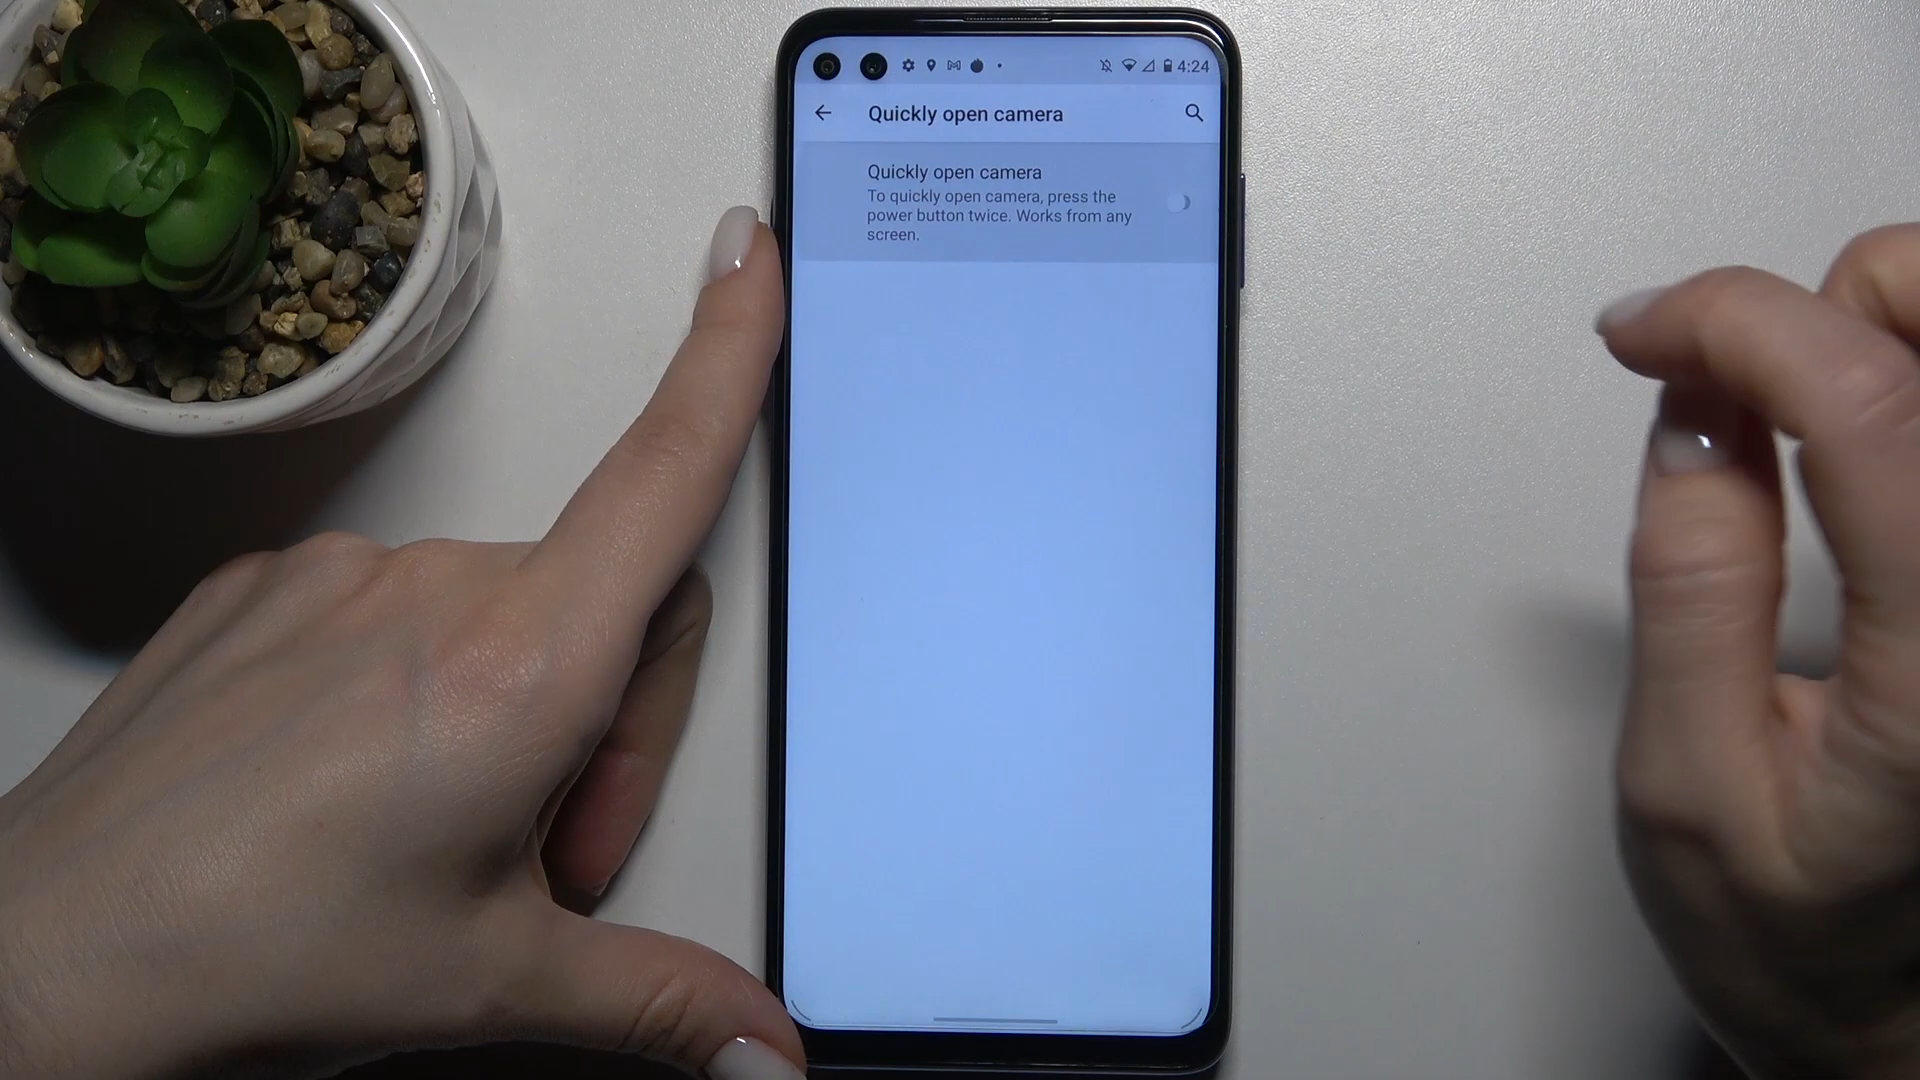 4:24
Quickly open camera
Quickly open camera
To quickly open camera, press the
power button twice. Works from any
screen.